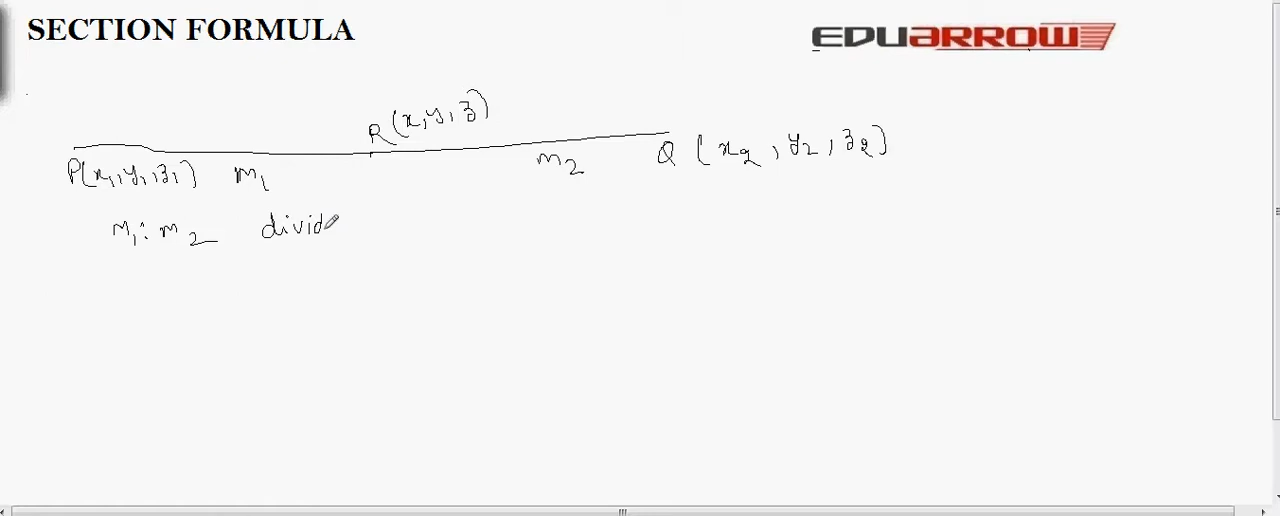 SECTION FORMULA
EDUARROW
R(x,y,z)
P(x₁,y₁,z₁) m₁ m₂ Q (x₂, y₂, z₂)
m₁:m₂ divid